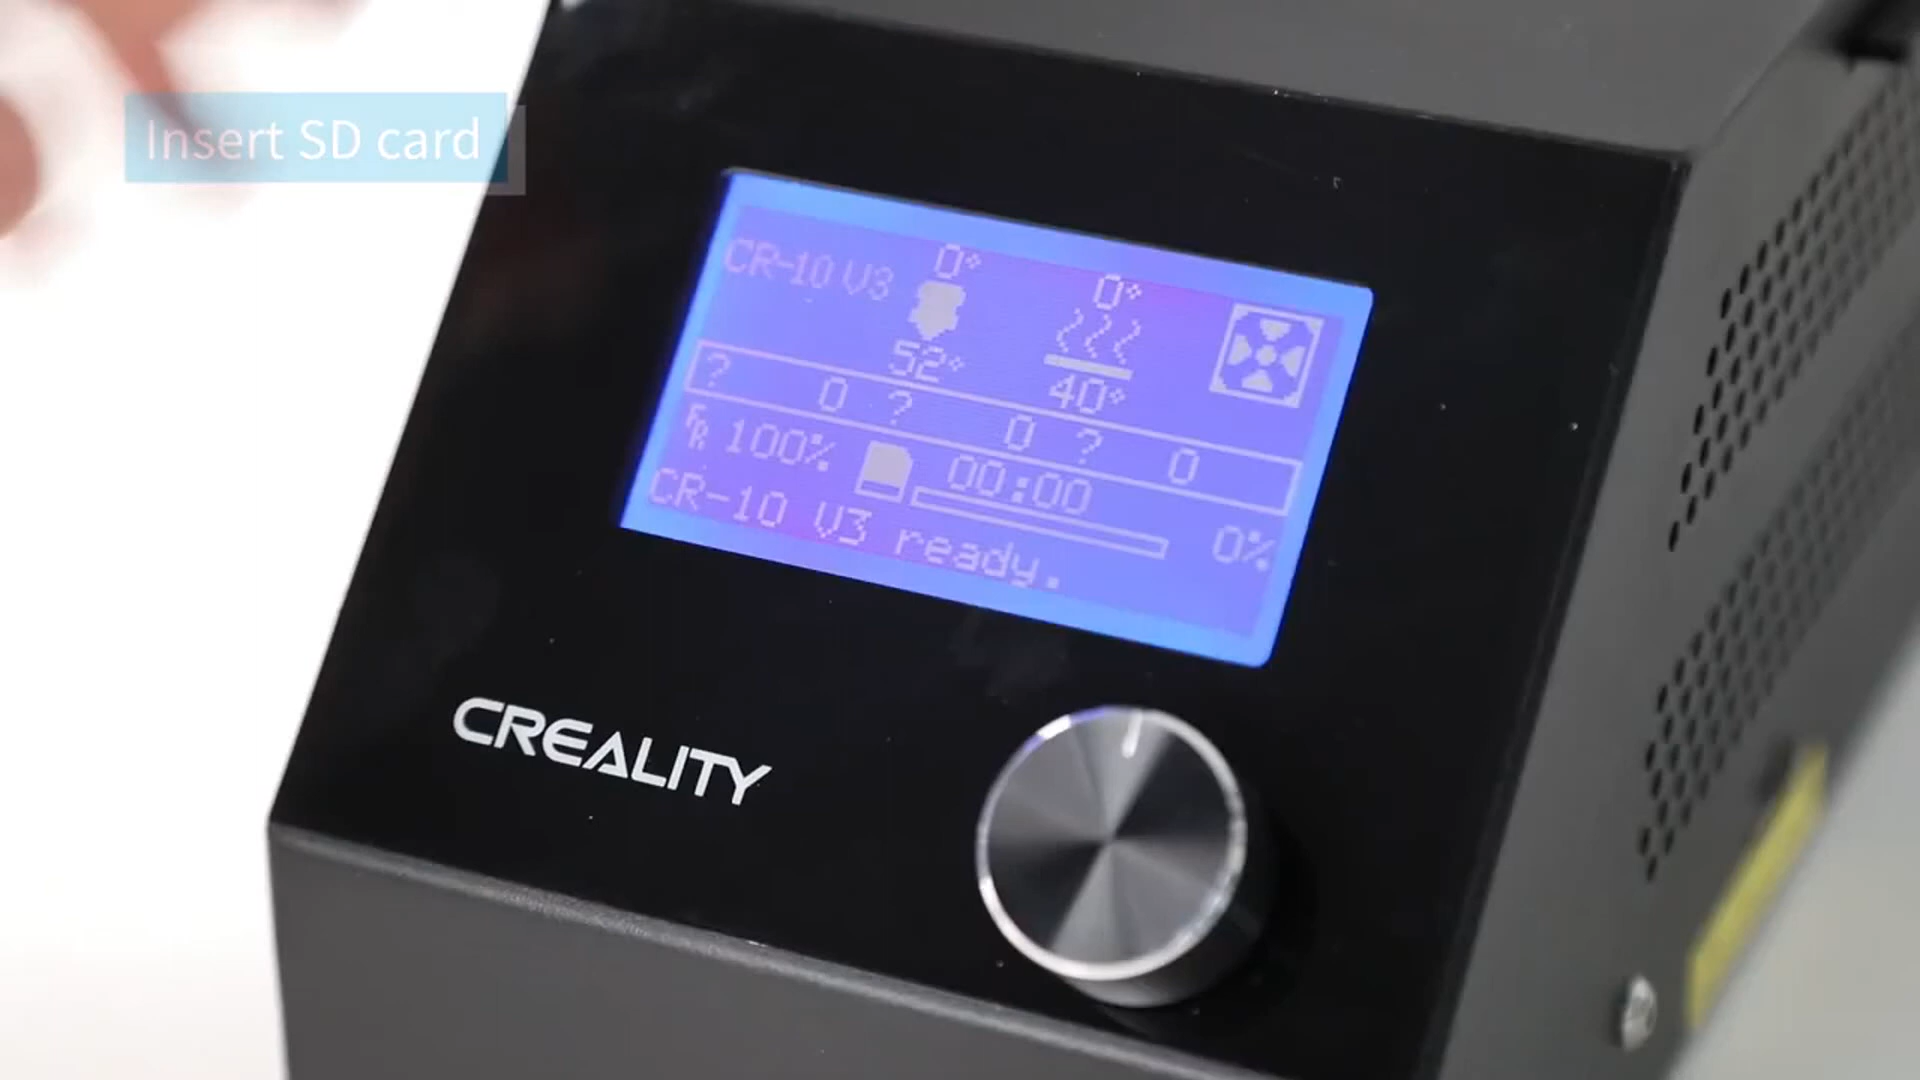 Insert SD card
CR-10 V3
0° 0°
52° 40°
? 0 ? 0 ? 0
FR 100% 00:00 0%
CR-10 V3 ready.
CREALITY